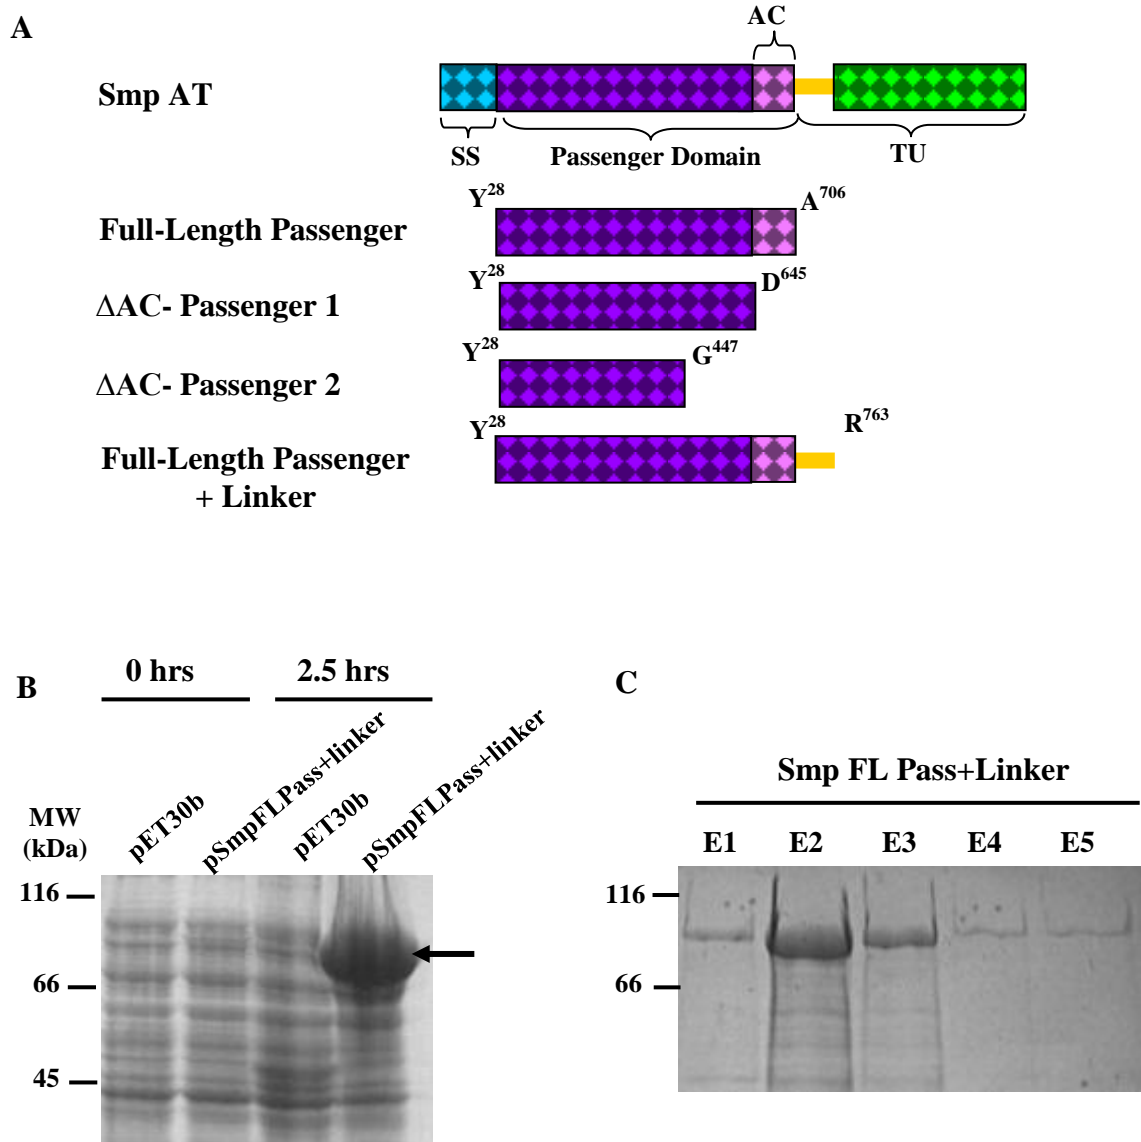 A
AC
Smp AT
SS
Passenger Domain
TU
Full-Length Passenger
Y²⁸
A⁷⁰⁶
ΔAC- Passenger 1
Y²⁸
D⁶⁴⁵
ΔAC- Passenger 2
Y²⁸
G⁴⁴⁷
Full-Length Passenger
+ Linker
Y²⁸
R⁷⁶³
B
0 hrs
2.5 hrs
pET30b
pSmpFLPass+linker
pET30b
pSmpFLPass+linker
MW
(kDa)
116
66
45
C
Smp FL Pass+Linker
E1 E2 E3 E4 E5
116
66